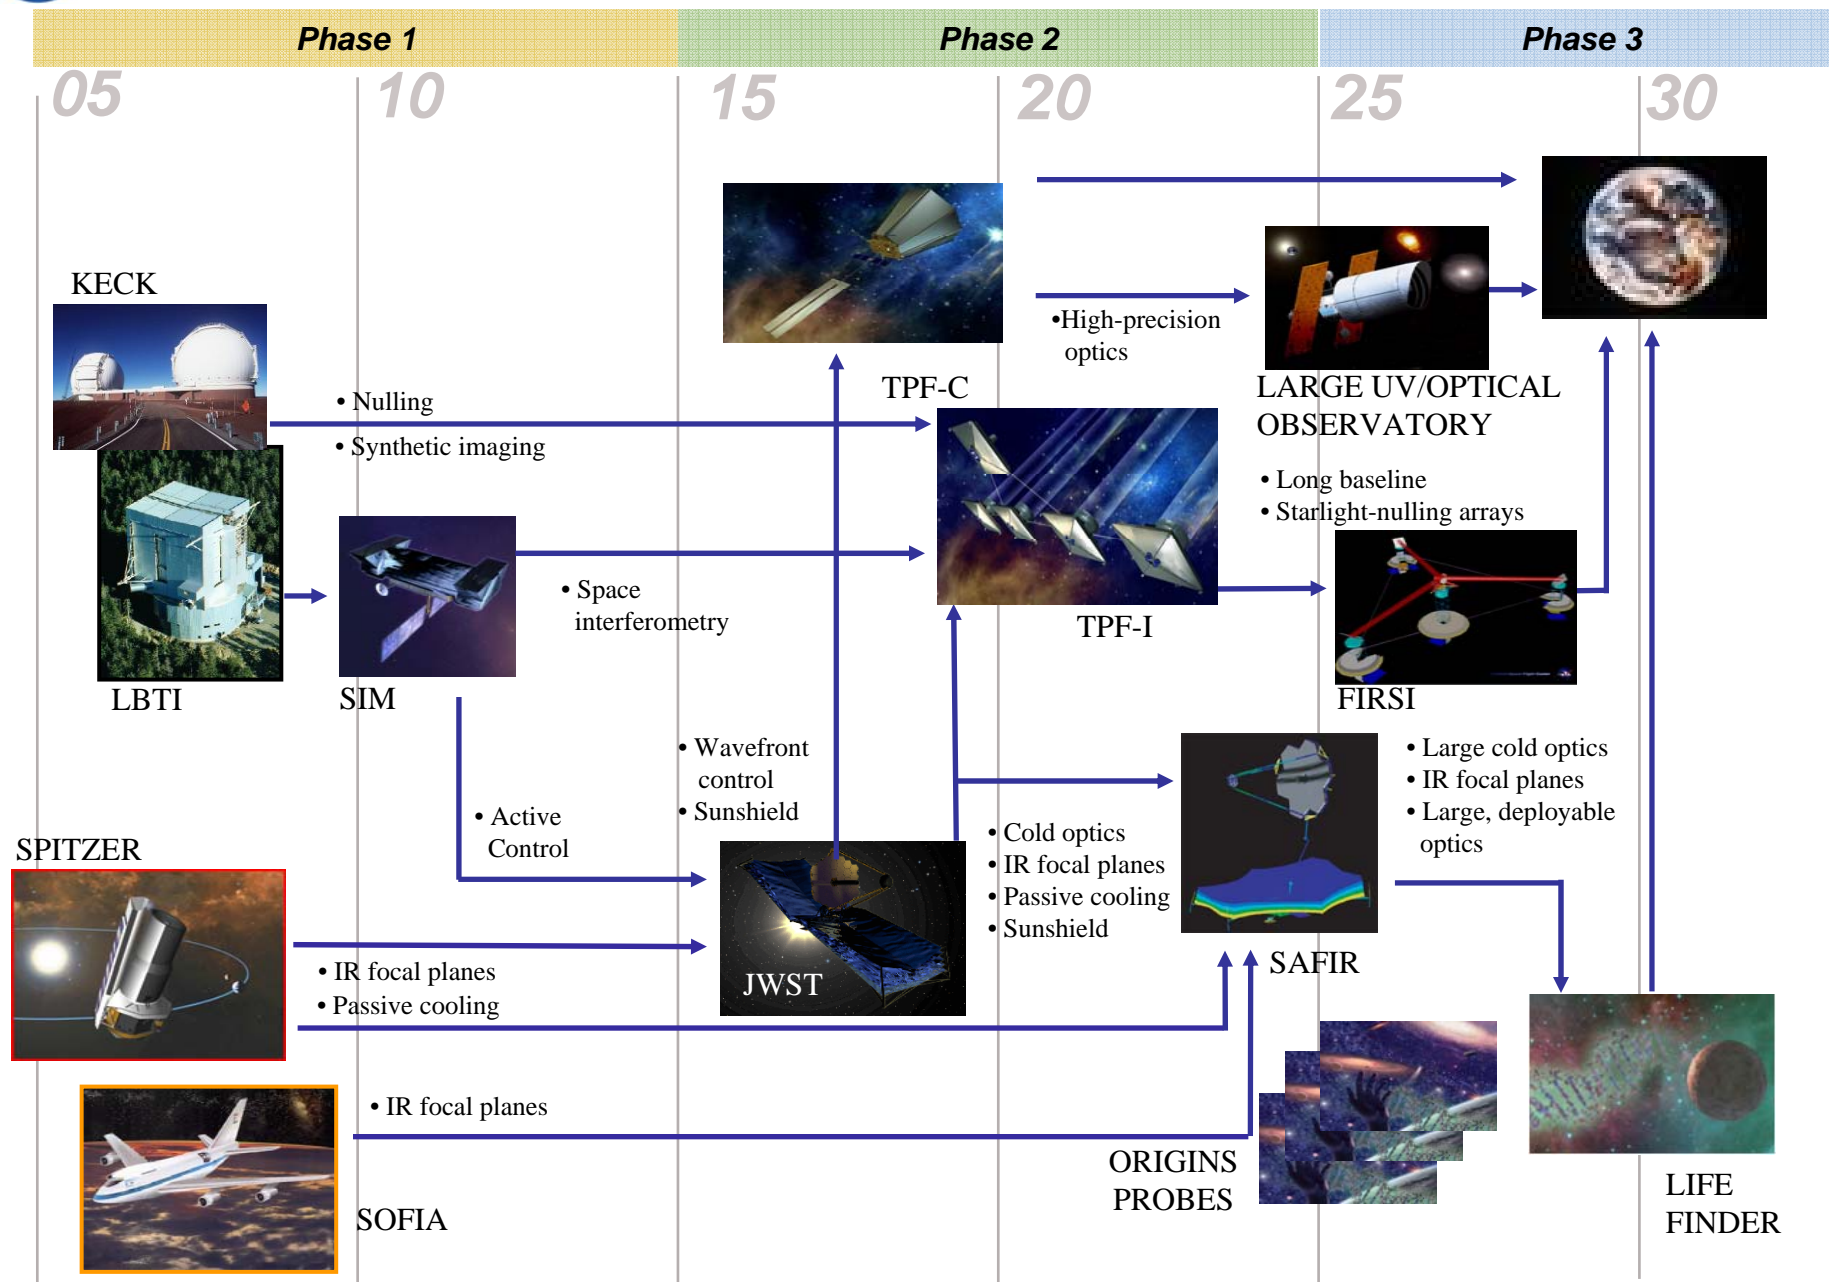 Phase 1
Phase 2
Phase 3
05
10
15
20
25
30
KECK
• Nulling
• Synthetic imaging
TPF-C
•High-precision
optics
LARGE UV/OPTICAL
OBSERVATORY
• Long baseline
• Starlight-nulling arrays
LBTI
SIM
• Space
interferometry
TPF-I
FIRSI
• Wavefront
control
• Sunshield
• Active
Control
• Cold optics
• IR focal planes
• Passive cooling
• Sunshield
• Large cold optics
• IR focal planes
• Large, deployable
optics
SPITZER
• IR focal planes
• Passive cooling
JWST
SAFIR
• IR focal planes
SOFIA
ORIGINS
PROBES
LIFE
FINDER